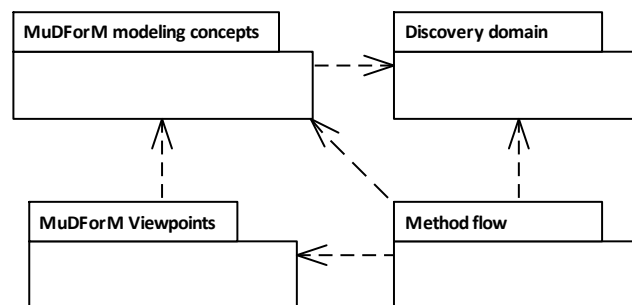 MuDForM modeling concepts
Discovery domain
MuDForM Viewpoints
Method flow